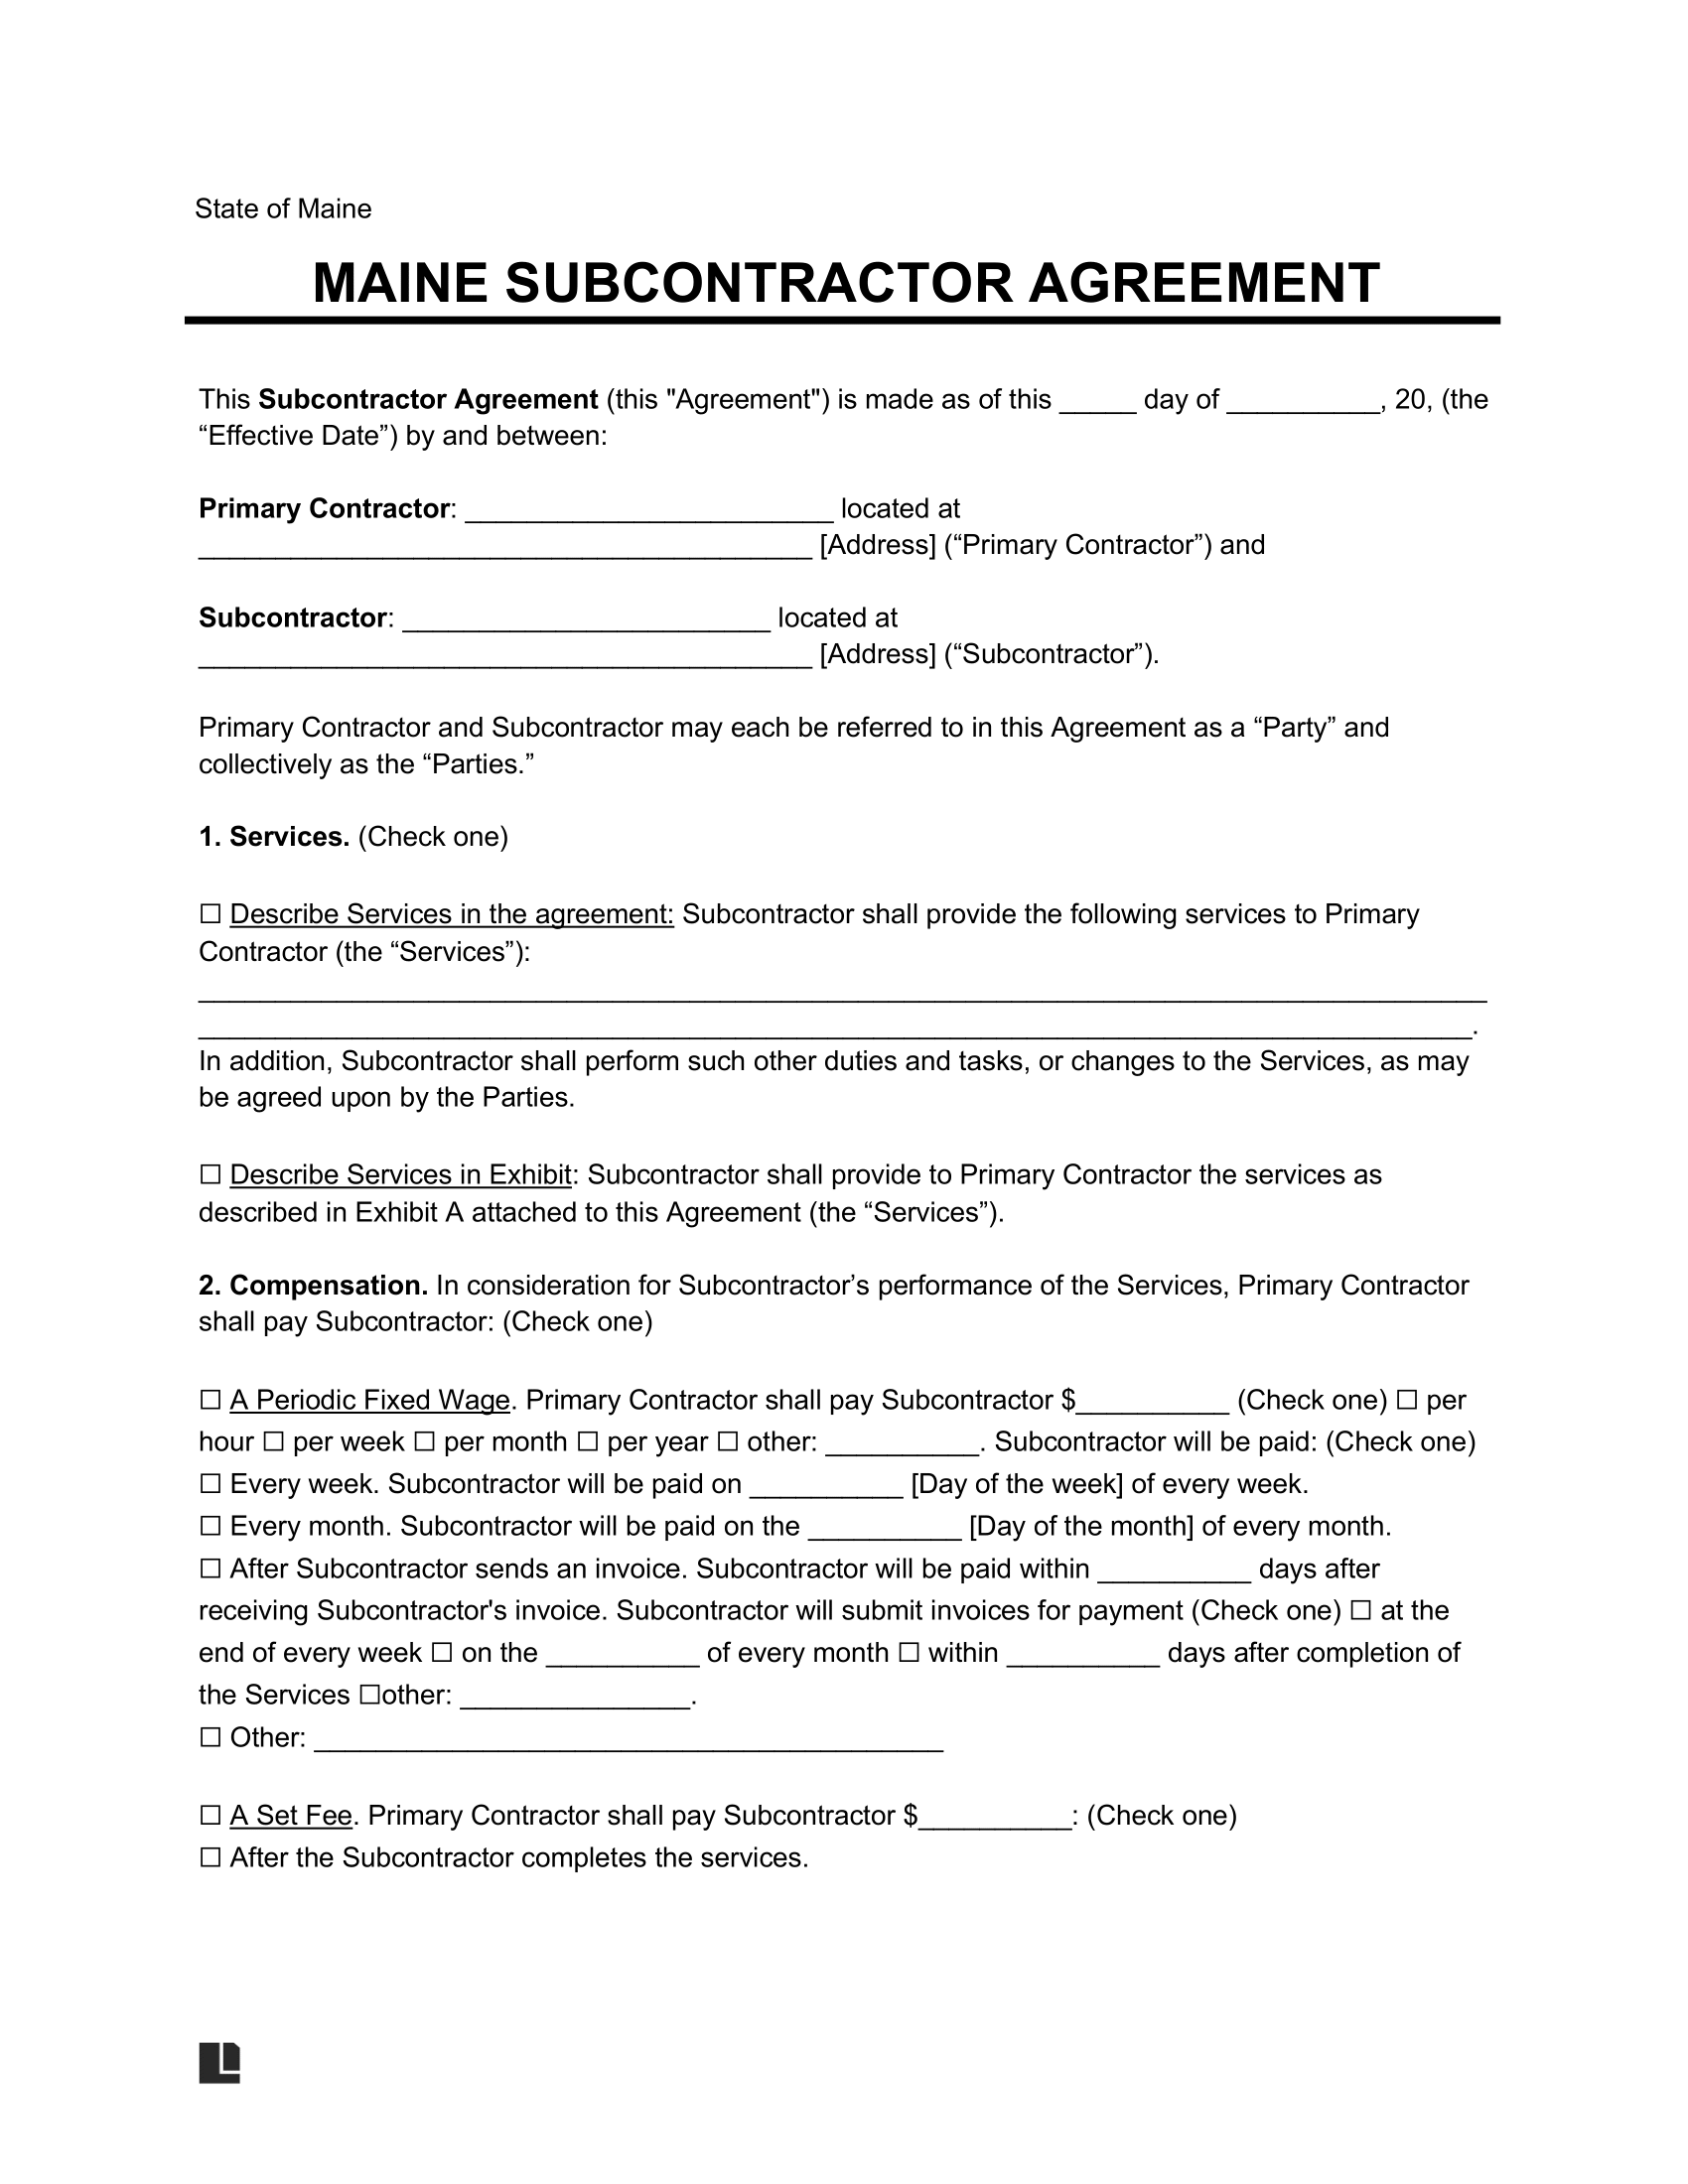 State of Maine
MAINE SUBCONTRACTOR AGREEMENT
This Subcontractor Agreement (this "Agreement") is made as of this _____ day of __________, 20, (the
“Effective Date”) by and between:
Primary Contractor: ________________________ located at
________________________________________ [Address] (“Primary Contractor”) and
Subcontractor: ________________________ located at
________________________________________ [Address] (“Subcontractor”).
Primary Contractor and Subcontractor may each be referred to in this Agreement as a “Party” and
collectively as the “Parties.”
1. Services. (Check one)
☐ Describe Services in the agreement: Subcontractor shall provide the following services to Primary
Contractor (the “Services”):
____________________________________________________________________________________
___________________________________________________________________________________.
In addition, Subcontractor shall perform such other duties and tasks, or changes to the Services, as may
be agreed upon by the Parties.
☐ Describe Services in Exhibit: Subcontractor shall provide to Primary Contractor the services as
described in Exhibit A attached to this Agreement (the “Services”).
2. Compensation. In consideration for Subcontractor’s performance of the Services, Primary Contractor
shall pay Subcontractor: (Check one)
☐ A Periodic Fixed Wage. Primary Contractor shall pay Subcontractor $__________ (Check one) ☐ per
hour ☐ per week ☐ per month ☐ per year ☐ other: __________. Subcontractor will be paid: (Check one)
☐ Every week. Subcontractor will be paid on __________ [Day of the week] of every week.
☐ Every month. Subcontractor will be paid on the __________ [Day of the month] of every month.
☐ After Subcontractor sends an invoice. Subcontractor will be paid within __________ days after
receiving Subcontractor's invoice. Subcontractor will submit invoices for payment (Check one) ☐ at the
end of every week ☐ on the __________ of every month ☐ within __________ days after completion of
the Services ☐other: _______________.
☐ Other: _________________________________________
☐ A Set Fee. Primary Contractor shall pay Subcontractor $__________: (Check one)
☐ After the Subcontractor completes the services.